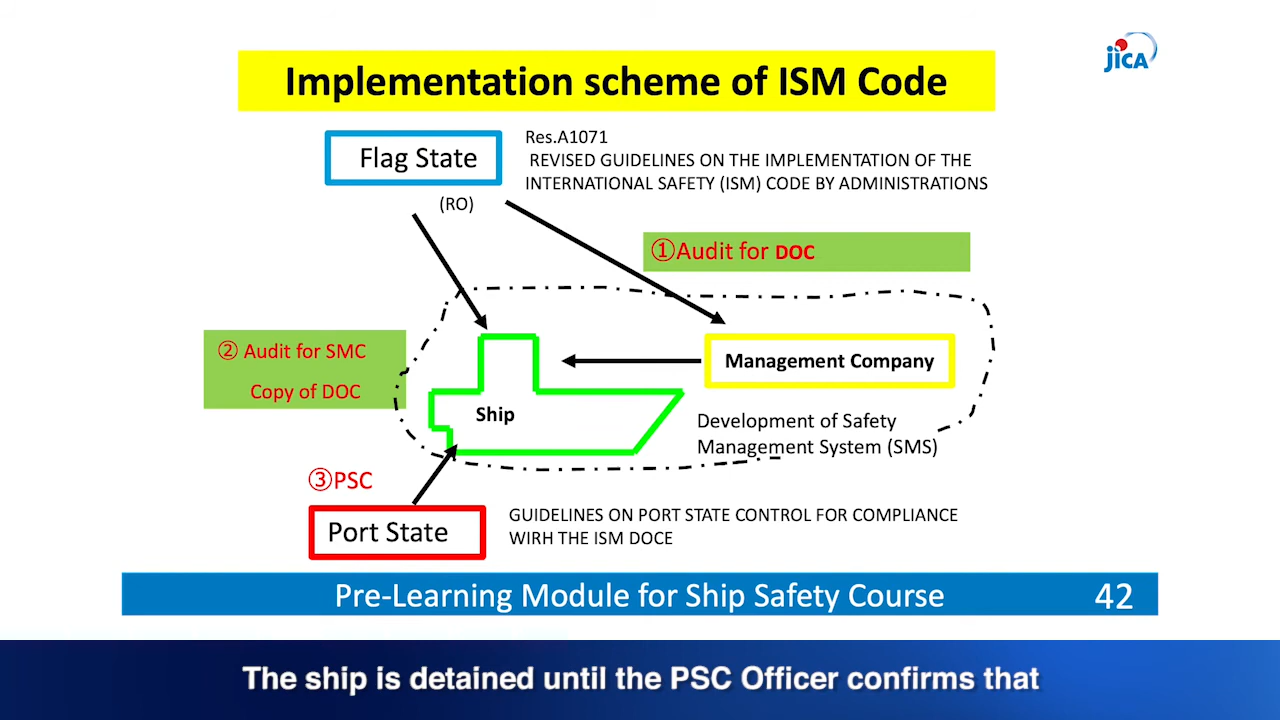 JICA
Implementation scheme of ISM Code
Flag State
(RO)
Res.A1071
REVISED GUIDELINES ON THE IMPLEMENTATION OF THE
INTERNATIONAL SAFETY (ISM) CODE BY ADMINISTRATIONS
①Audit for DOC
② Audit for SMC
Copy of DOC
Management Company
Ship
Development of Safety
Management System (SMS)
③PSC
Port State
GUIDELINES ON PORT STATE CONTROL FOR COMPLIANCE
WIRH THE ISM DOCE
Pre-Learning Module for Ship Safety Course
42
The ship is detained until the PSC Officer confirms that